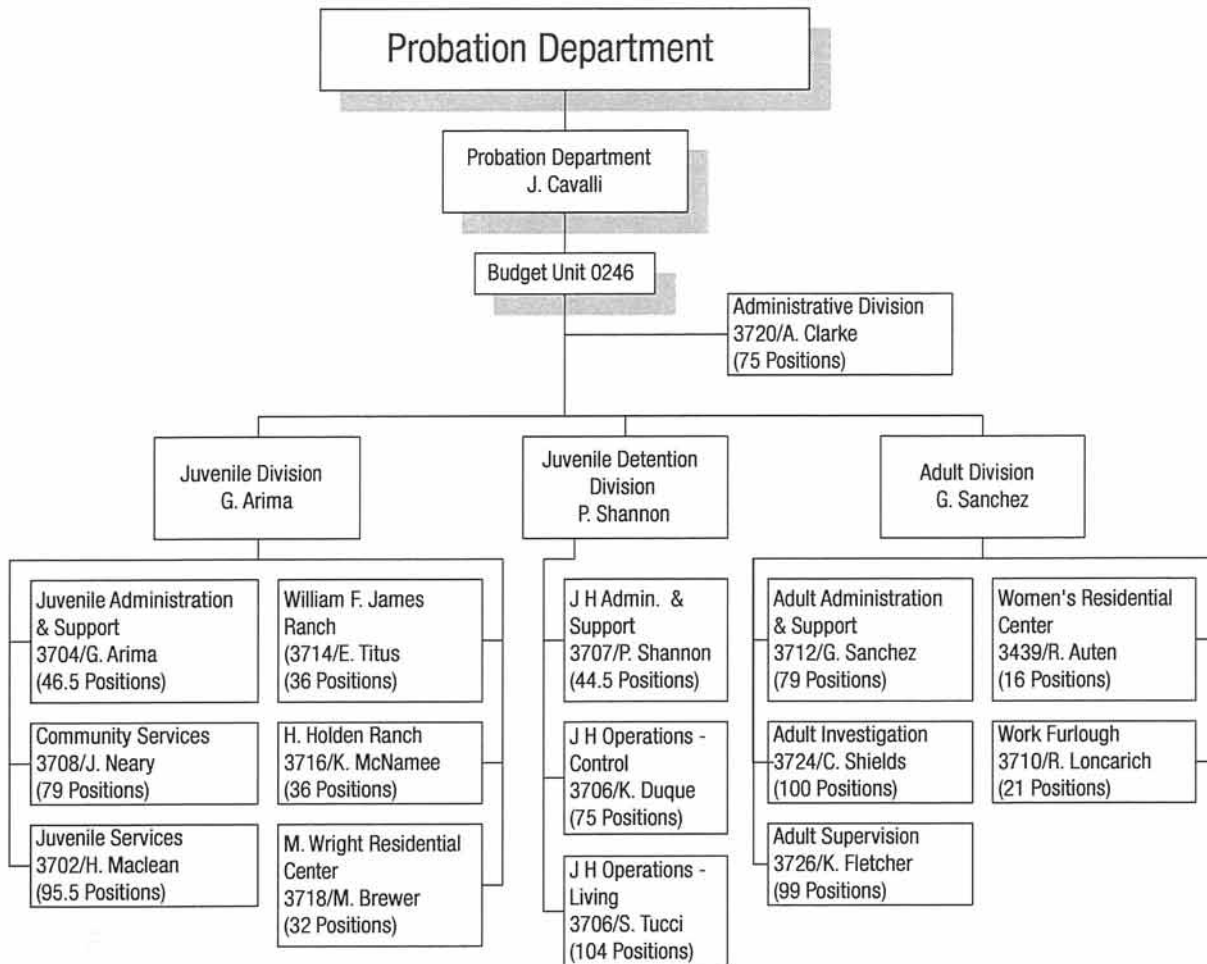 Probation Department
Probation Department
J. Cavalli
Budget Unit 0246
Administrative Division
3720/A. Clarke
(75 Positions)
Juvenile Division
G. Arima
Juvenile Detention
Division
P. Shannon
Adult Division
G. Sanchez
Juvenile Administration
& Support
3704/G. Arima
(46.5 Positions)
Community Services
3708/J. Neary
(79 Positions)
Juvenile Services
3702/H. Maclean
(95.5 Positions)
William F. James
Ranch
(3714/E. Titus
(36 Positions)
H. Holden Ranch
3716/K. McNamee
(36 Positions)
M. Wright Residential
Center
3718/M. Brewer
(32 Positions)
J H Admin. & 
Support
3707/P. Shannon
(44.5 Positions)
J H Operations -
Control
3706/K. Duque
(75 Positions)
J H Operations -
Living
3706/S. Tucci
(104 Positions)
Adult Administration
& Support
3712/G. Sanchez
(79 Positions)
Adult Investigation
3724/C. Shields
(100 Positions)
Adult Supervision
3726/K. Fletcher
(99 Positions)
Women's Residential
Center
3439/R. Auten
(16 Positions)
Work Furlough
3710/R. Loncarich
(21 Positions)